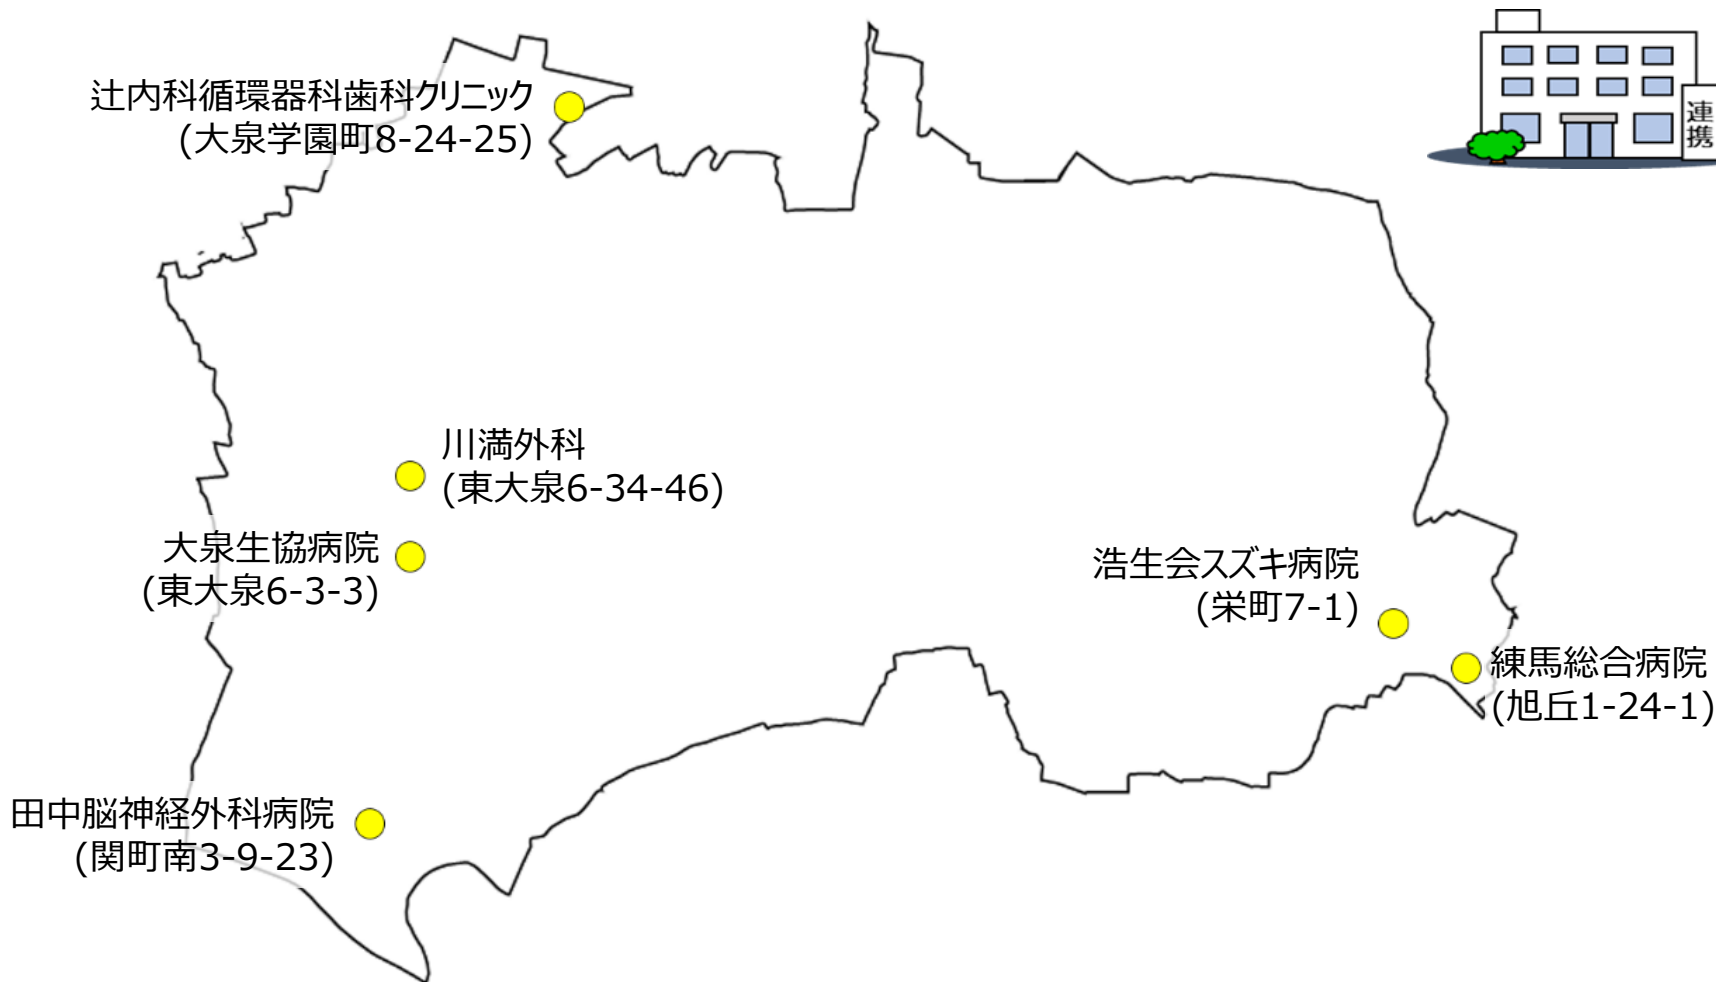 辻内科循環器科歯科クリニック
(大泉学園町8-24-25)
連携
川満外科
(東大泉6-34-46)
大泉生協病院
(東大泉6-3-3)
浩生会スズキ病院
(栄町7-1)
練馬総合病院
(旭丘1-24-1)
田中脳神経外科病院
(関町南3-9-23)